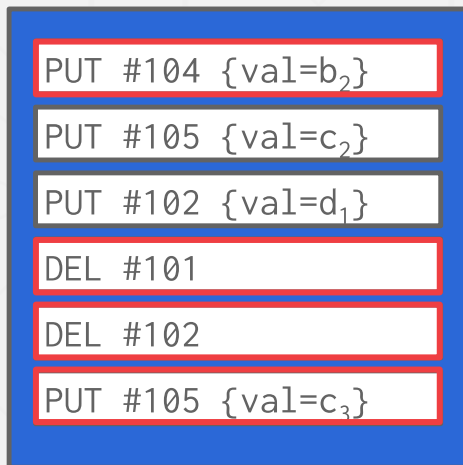 PUT #104 {val=b₂}
PUT #105 {val=c₂}
PUT #102 {val=d₁}
DEL #101
DEL #102
PUT #105 {val=c₃}